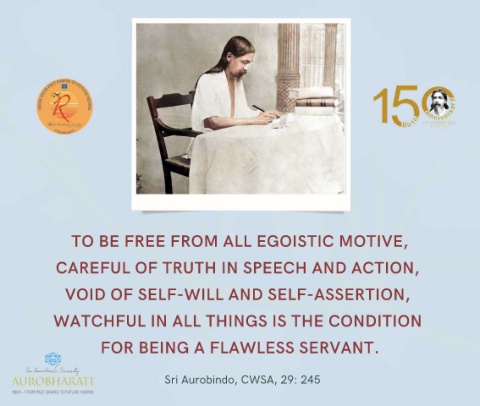 150
TO BE FREE FROM ALL EGOISTIC MOTIVE,
CAREFUL OF TRUTH IN SPEECH AND ACTION,
VOID OF SELF-WILL AND SELF-ASSERTION,
WATCHFUL IN ALL THINGS IS THE CONDITION
FOR BEING A FLAWLESS SERVANT.
Sri Aurobindo, CWSA, 29: 245
AUROBHARATI